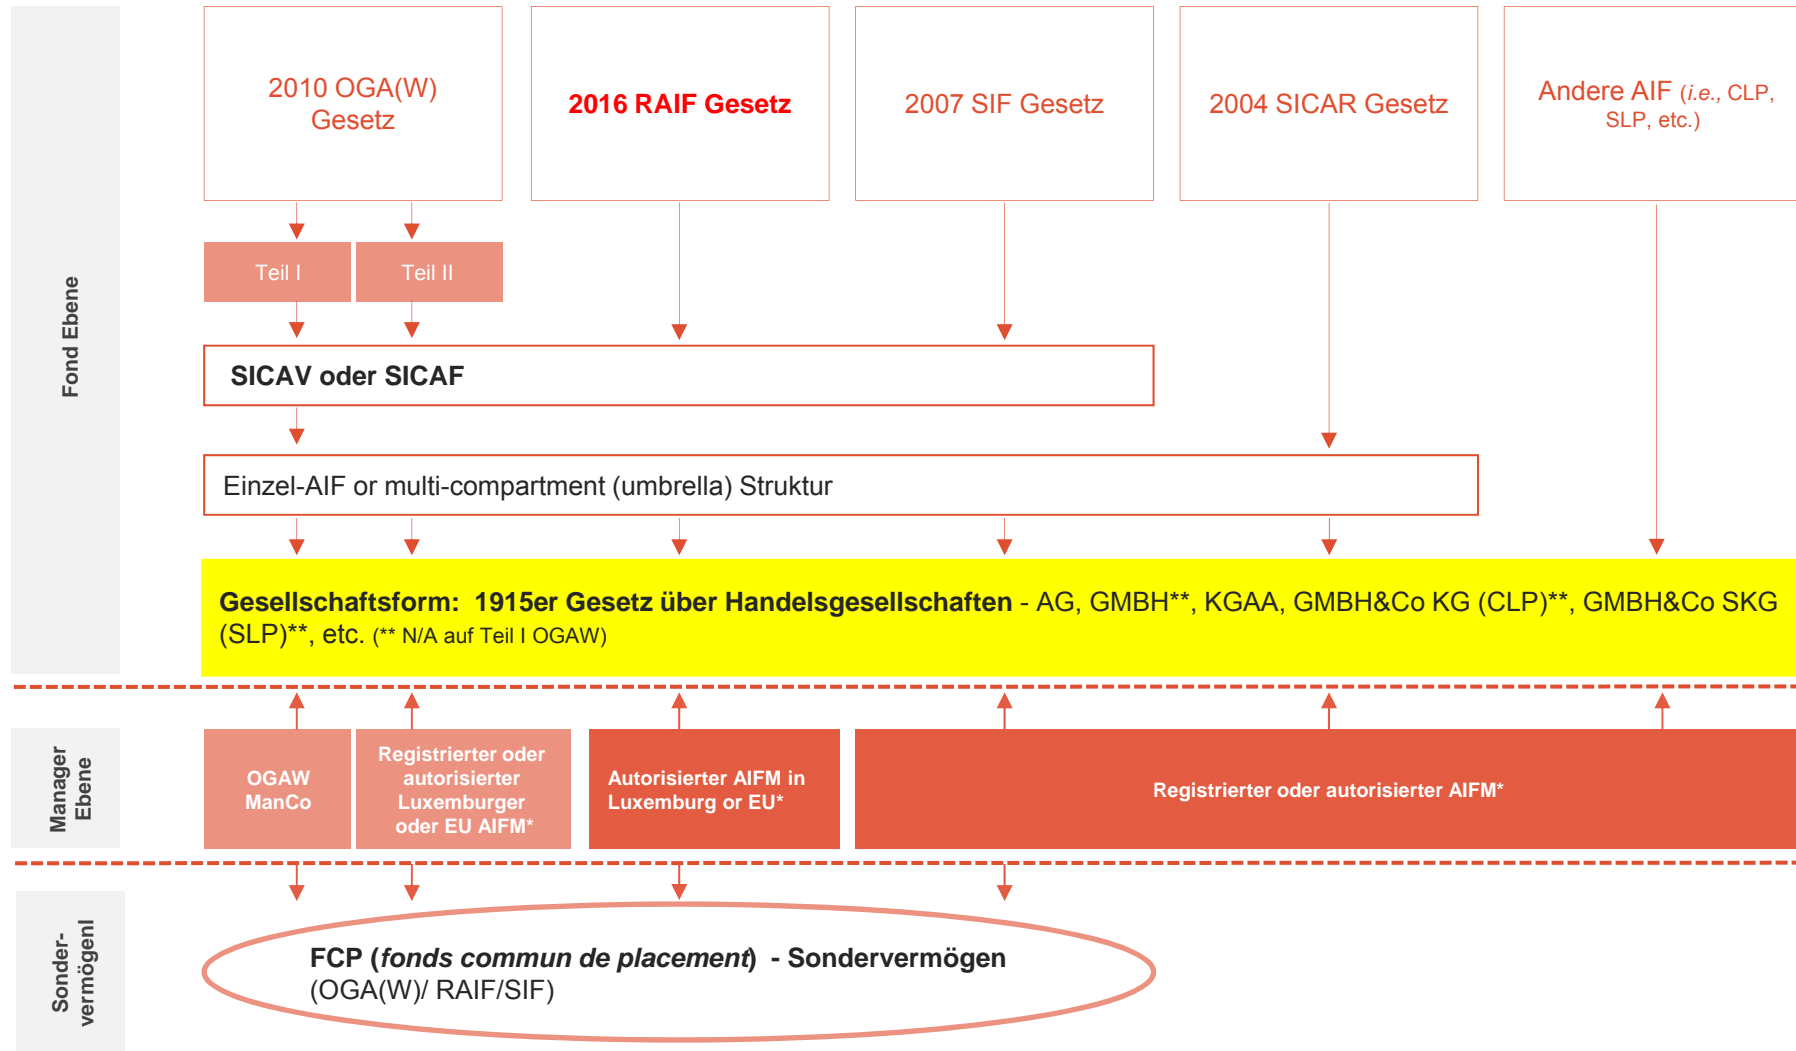 2010 OGA(W)
Gesetz
2016 RAIF Gesetz
2007 SIF Gesetz
2004 SICAR Gesetz
Andere AIF (i.e., CLP,
SLP, etc.)
Fond Ebene
Teil I
Teil II
SICAV oder SICAF
Einzel-AIF or multi-compartment (umbrella) Struktur
Gesellschaftsform: 1915er Gesetz über Handelsgesellschaften - AG, GMBH**, KGAA, GMBH&Co KG (CLP)**, GMBH&Co SKG
(SLP)**, etc. (** N/A auf Teil I OGAW)
Manager
Ebene
OGAW
ManCo
Registrierter oder
autorisierter
Luxemburger
oder EU AIFM*
Autorisierter AIFM in
Luxemburg or EU*
Registrierter oder autorisierter AIFM*
Sonder-
vermögenl
FCP (fonds commun de placement) - Sondervermögen
(OGA(W)/ RAIF/SIF)